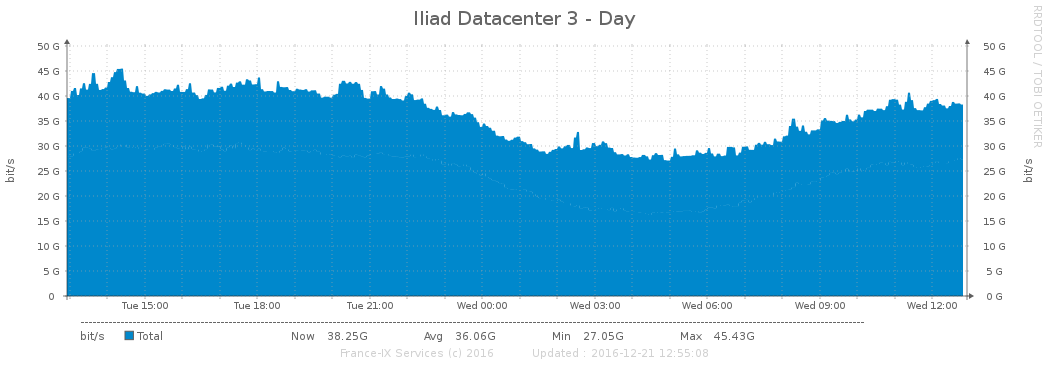 Iliad Datacenter 3 - Day
RRDTOOL / TOBI OETIKER
50 G 50 G
45 G 45 G
40 G 40 G
35 G 35 G
30 G 30 G
25 G 25 G
20 G 20 G
15 G 15 G
10 G 10 G
5 G 5 G
0 0 G
bit/s bit/s
Tue 15:00 Tue 18:00 Tue 21:00 Wed 00:00 Wed 03:00 Wed 06:00 Wed 09:00 Wed 12:00
bit/s Total Now 38.25G Avg 36.06G Min 27.05G Max 45.43G
France-IX Services (c) 2016 Updated : 2016-12-21 12:55:08